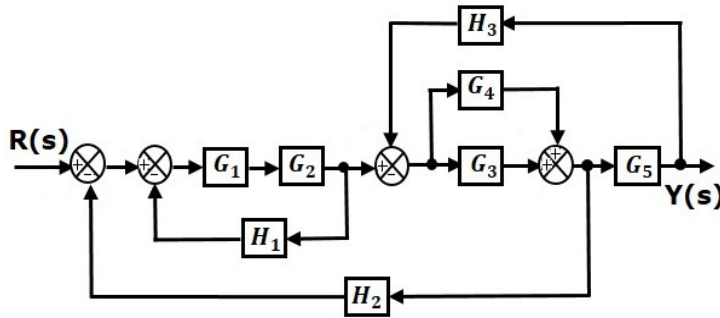 H₃
G₄
R(s)
+
−
+
−
G₁
G₂
+
−
G₃
+
+
G₅
Y(s)
H₁
H₂